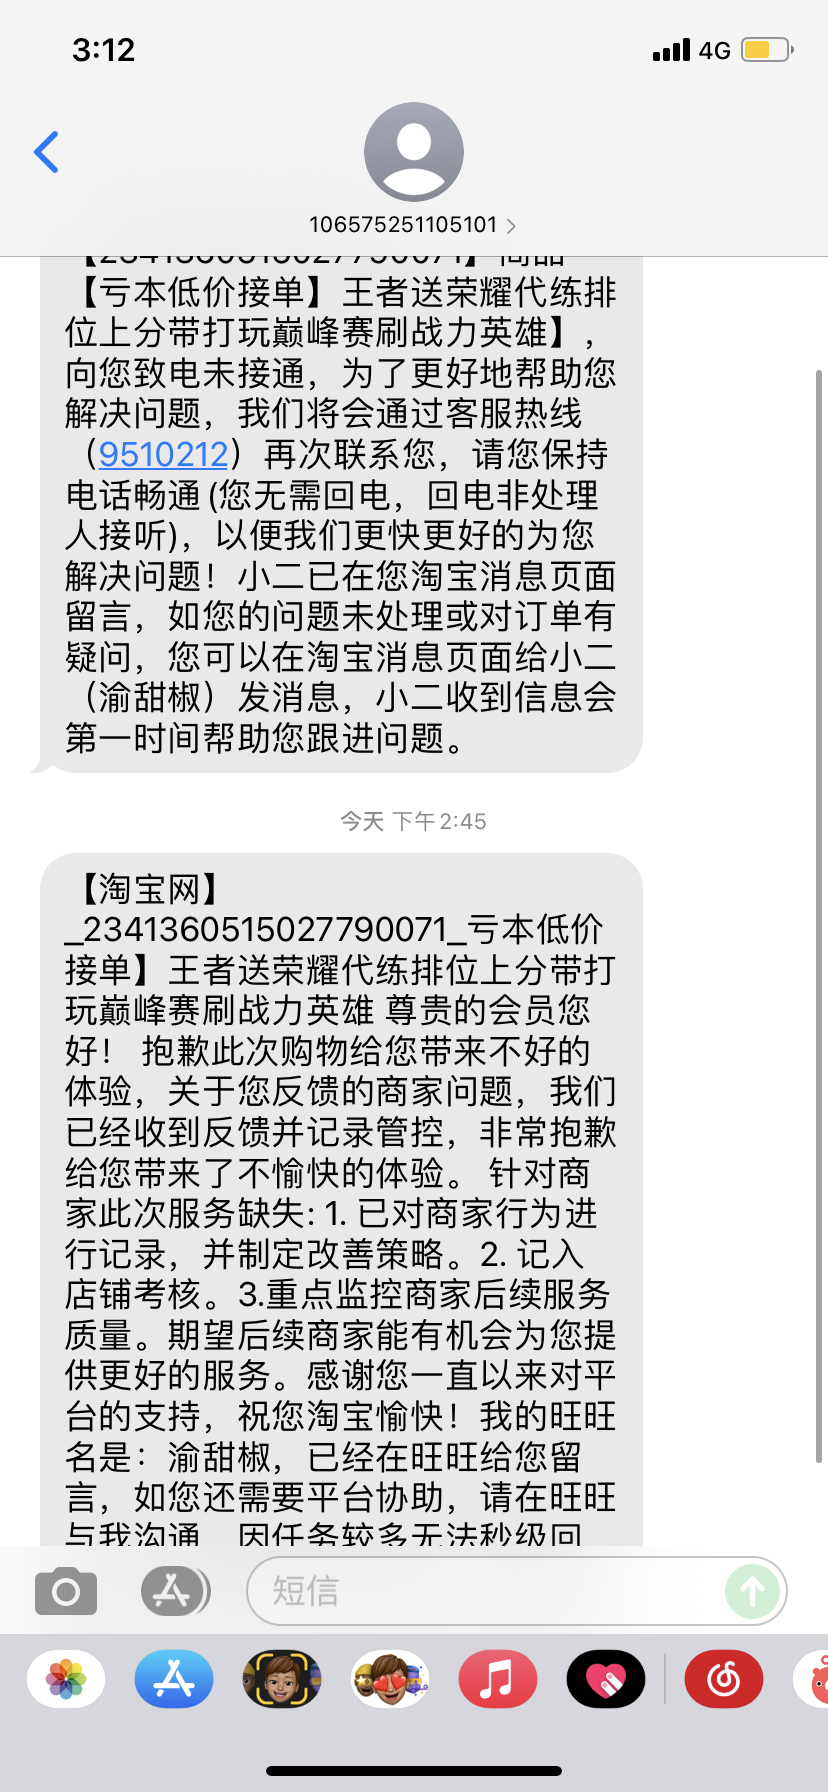 3:12
4G
106575251105101
【2341360515027790071】商品
【亏本低价接单】王者送荣耀代练排
位上分带打玩巅峰赛刷战力英雄】，
向您致电未接通，为了更好地帮助您
解决问题，我们将会通过客服热线
（9510212）再次联系您，请您保持
电话畅通(您无需回电，回电非处理
人接听)，以便我们更快更好的为您
解决问题！小二已在您淘宝消息页面
留言，如您的问题未处理或对订单有
疑问，您可以在淘宝消息页面给小二
（渝甜椒）发消息，小二收到信息会
第一时间帮助您跟进问题。
今天 下午2:45
【淘宝网】
_2341360515027790071_亏本低价
接单】王者送荣耀代练排位上分带打
玩巅峰赛刷战力英雄 尊贵的会员您
好！ 抱歉此次购物给您带来不好的
体验，关于您反馈的商家问题，我们
已经收到反馈并记录管控，非常抱歉
给您带来了不愉快的体验。 针对商
家此次服务缺失: 1. 已对商家行为进
行记录，并制定改善策略。2. 记入
店铺考核。3.重点监控商家后续服务
质量。期望后续商家能有机会为您提
供更好的服务。感谢您一直以来对平
台的支持，祝您淘宝愉快！我的旺旺
名是：渝甜椒，已经在旺旺给您留
言，如您还需要平台协助，请在旺旺
与我沟通，因任务较多无法秒级回
短信